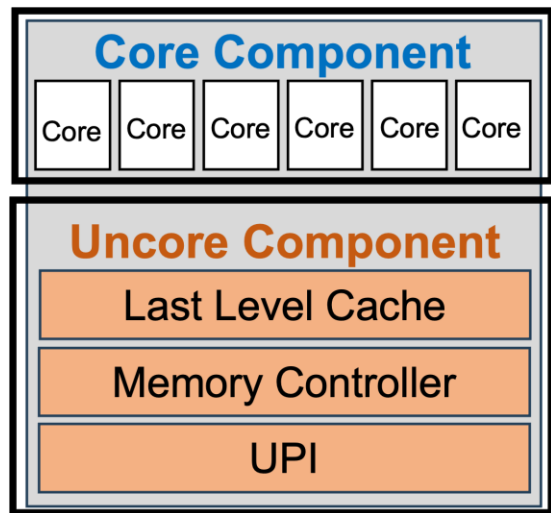 Core Component
Core Core Core Core Core Core
Uncore Component
Last Level Cache
Memory Controller
UPI